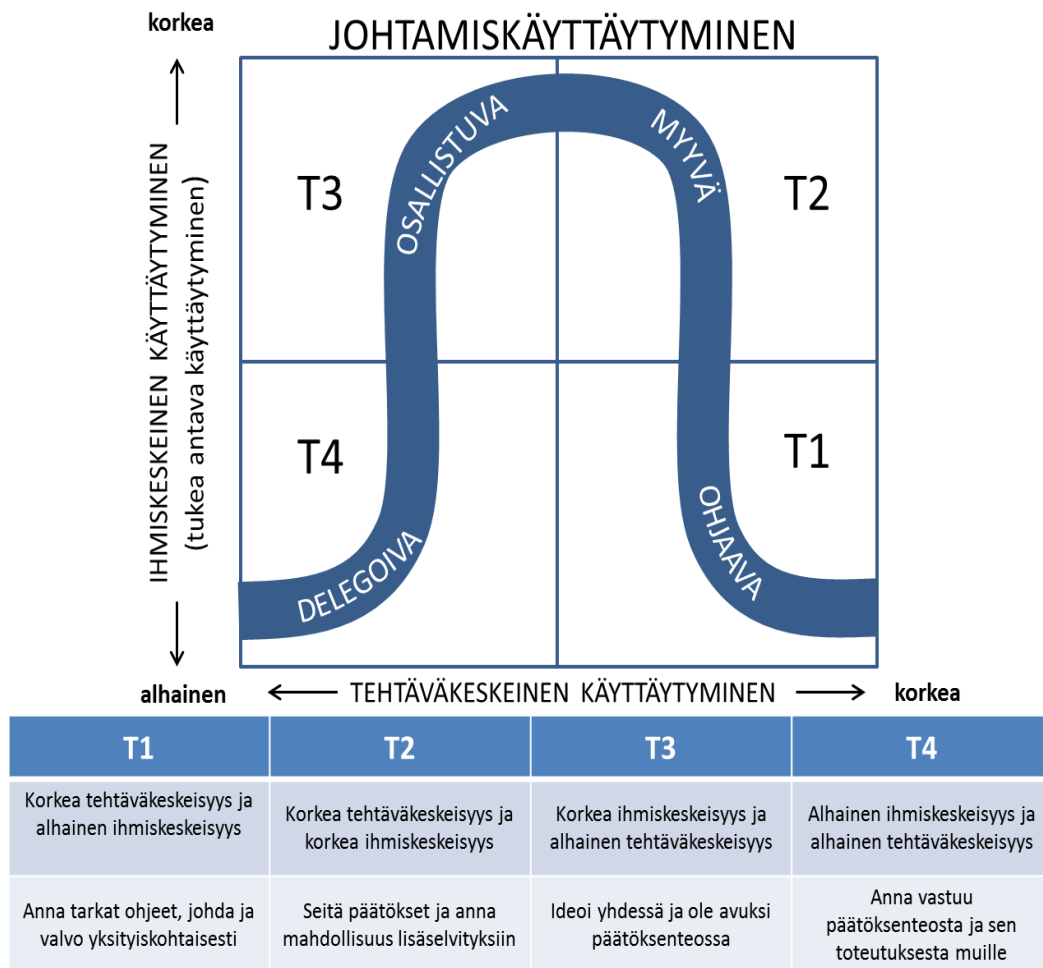 korkea
JOHTAMISKÄYTTÄYTYMINEN
IHMISKESKEINEN KÄYTTÄYTYMINEN
(tukea antava käyttäytyminen)
T3
OSALLISTUVA
MYYVÄ
T2
T4
DELEGOIVA
OHJAAVA
T1
alhainen
TEHTÄVÄKESKEINEN KÄYTTÄYTYMINEN
korkea
T1
T2
T3
T4
Korkea tehtäväkeskeisyys ja
alhainen ihmiskeskeisyys
Korkea tehtäväkeskeisyys ja
korkea ihmiskeskeisyys
Korkea ihmiskeskeisyys ja
alhainen tehtäväkeskeisyys
Alhainen ihmiskeskeisyys ja
alhainen tehtäväkeskeisyys
Anna tarkat ohjeet, johda ja
valvo yksityiskohtaisesti
Seitä päätökset ja anna
mahdollisuus lisäselvityksiin
Ideoi yhdessä ja ole avuksi
päätöksenteossa
Anna vastuu
päätöksenteosta ja sen
toteutuksesta muille